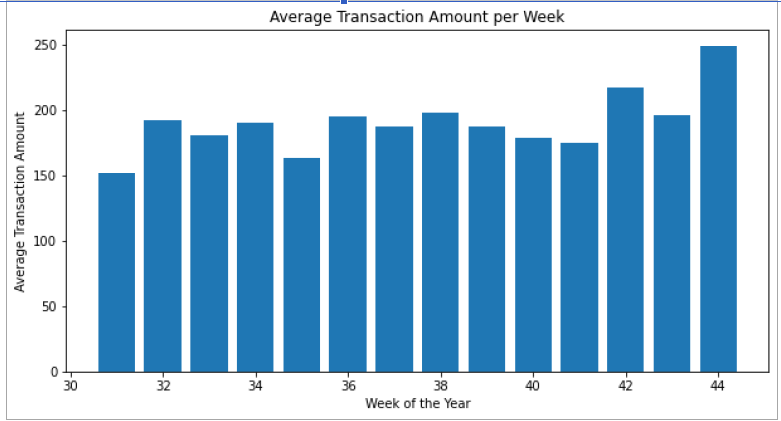 Average Transaction Amount per Week
250
200
150
100
50
0
Average Transaction Amount
30 32 34 36 38 40 42 44
Week of the Year